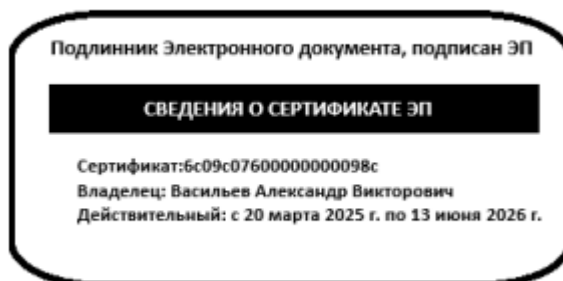 Подлинник Электронного документа, подписан ЭП
СВЕДЕНИЯ О СЕРТИФИКАТЕ ЭП
Сертификат:6c09c07600000000098c
Владелец: Васильев Александр Викторович
Действительный: с 20 марта 2025 г. по 13 июня 2026 г.